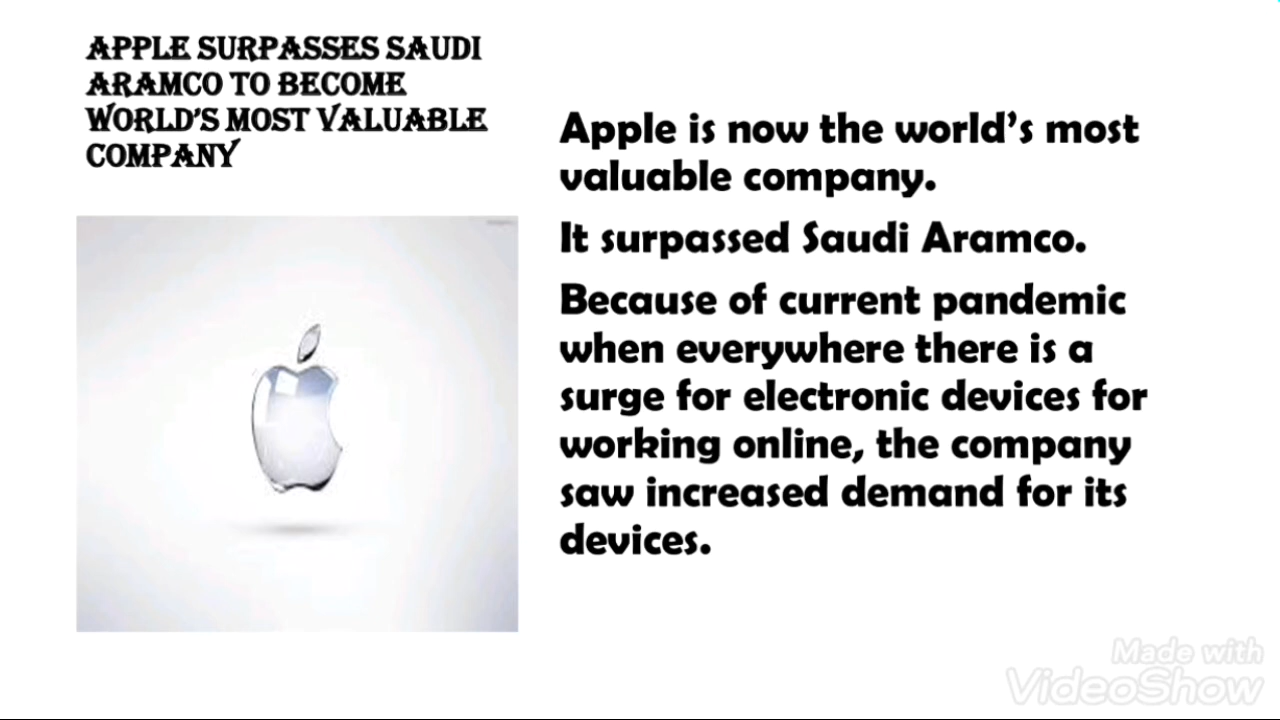 APPLE SURPASSES SAUDI
ARAMCO TO BECOME
WORLD'S MOST VALUABLE
COMPANY
Apple is now the world's most
valuable company.
It surpassed Saudi Aramco.
Because of current pandemic
when everywhere there is a
surge for electronic devices for
working online, the company
saw increased demand for its
devices.
Made with
VideoShow